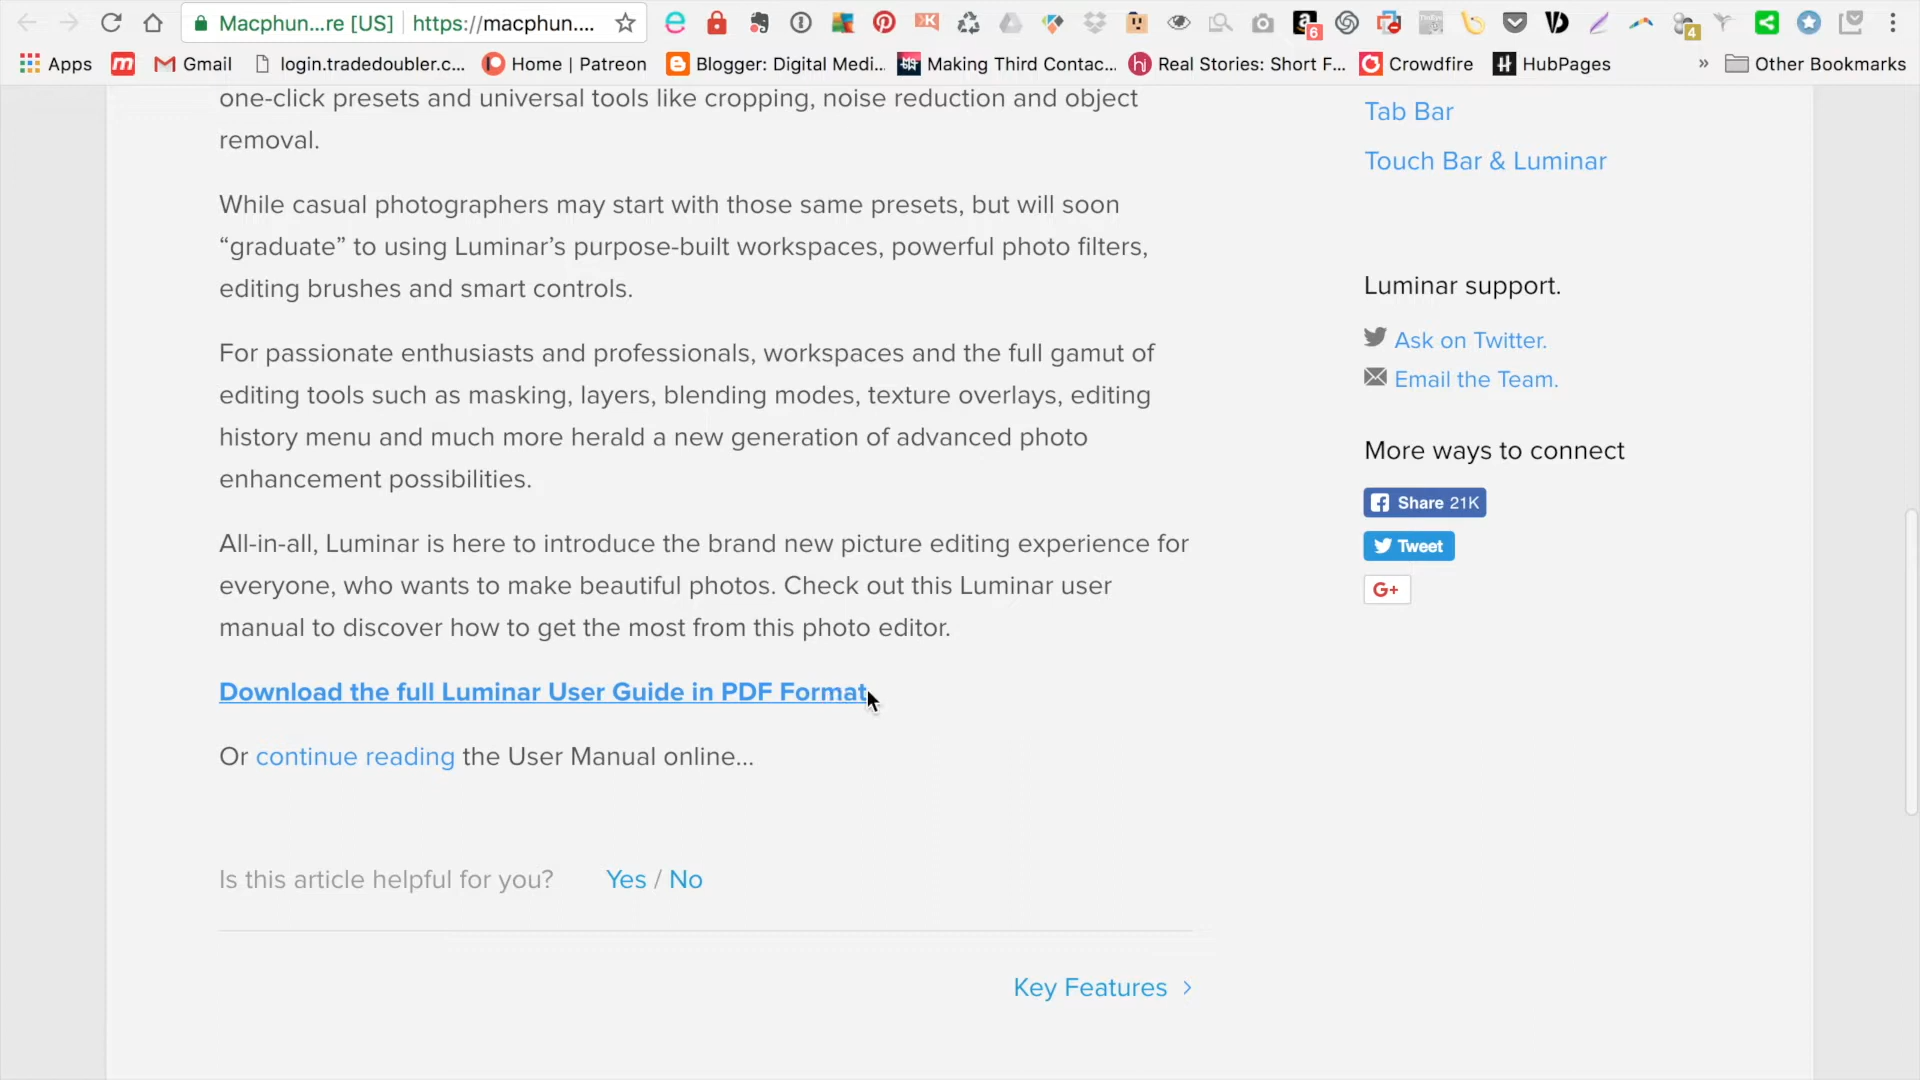 Macphun...re [US] https://macphun....
6
4
Apps
Gmail
login.tradedoubler.c...
Home | Patreon
Blogger: Digital Medi...
Making Third Contac...
Real Stories: Short F...
Crowdfire
HubPages
»
Other Bookmarks
one-click presets and universal tools like cropping, noise reduction and object
removal.
While casual photographers may start with those same presets, but will soon
“graduate” to using Luminar’s purpose-built workspaces, powerful photo filters,
editing brushes and smart controls.
For passionate enthusiasts and professionals, workspaces and the full gamut of
editing tools such as masking, layers, blending modes, texture overlays, editing
history menu and much more herald a new generation of advanced photo
enhancement possibilities.
All-in-all, Luminar is here to introduce the brand new picture editing experience for
everyone, who wants to make beautiful photos. Check out this Luminar user
manual to discover how to get the most from this photo editor.
Download the full Luminar User Guide in PDF Format
Or continue reading the User Manual online...
Is this article helpful for you? Yes / No
Key Features
Tab Bar
Touch Bar & Luminar
Luminar support.
Ask on Twitter.
Email the Team.
More ways to connect
Share 21K
Tweet
G+